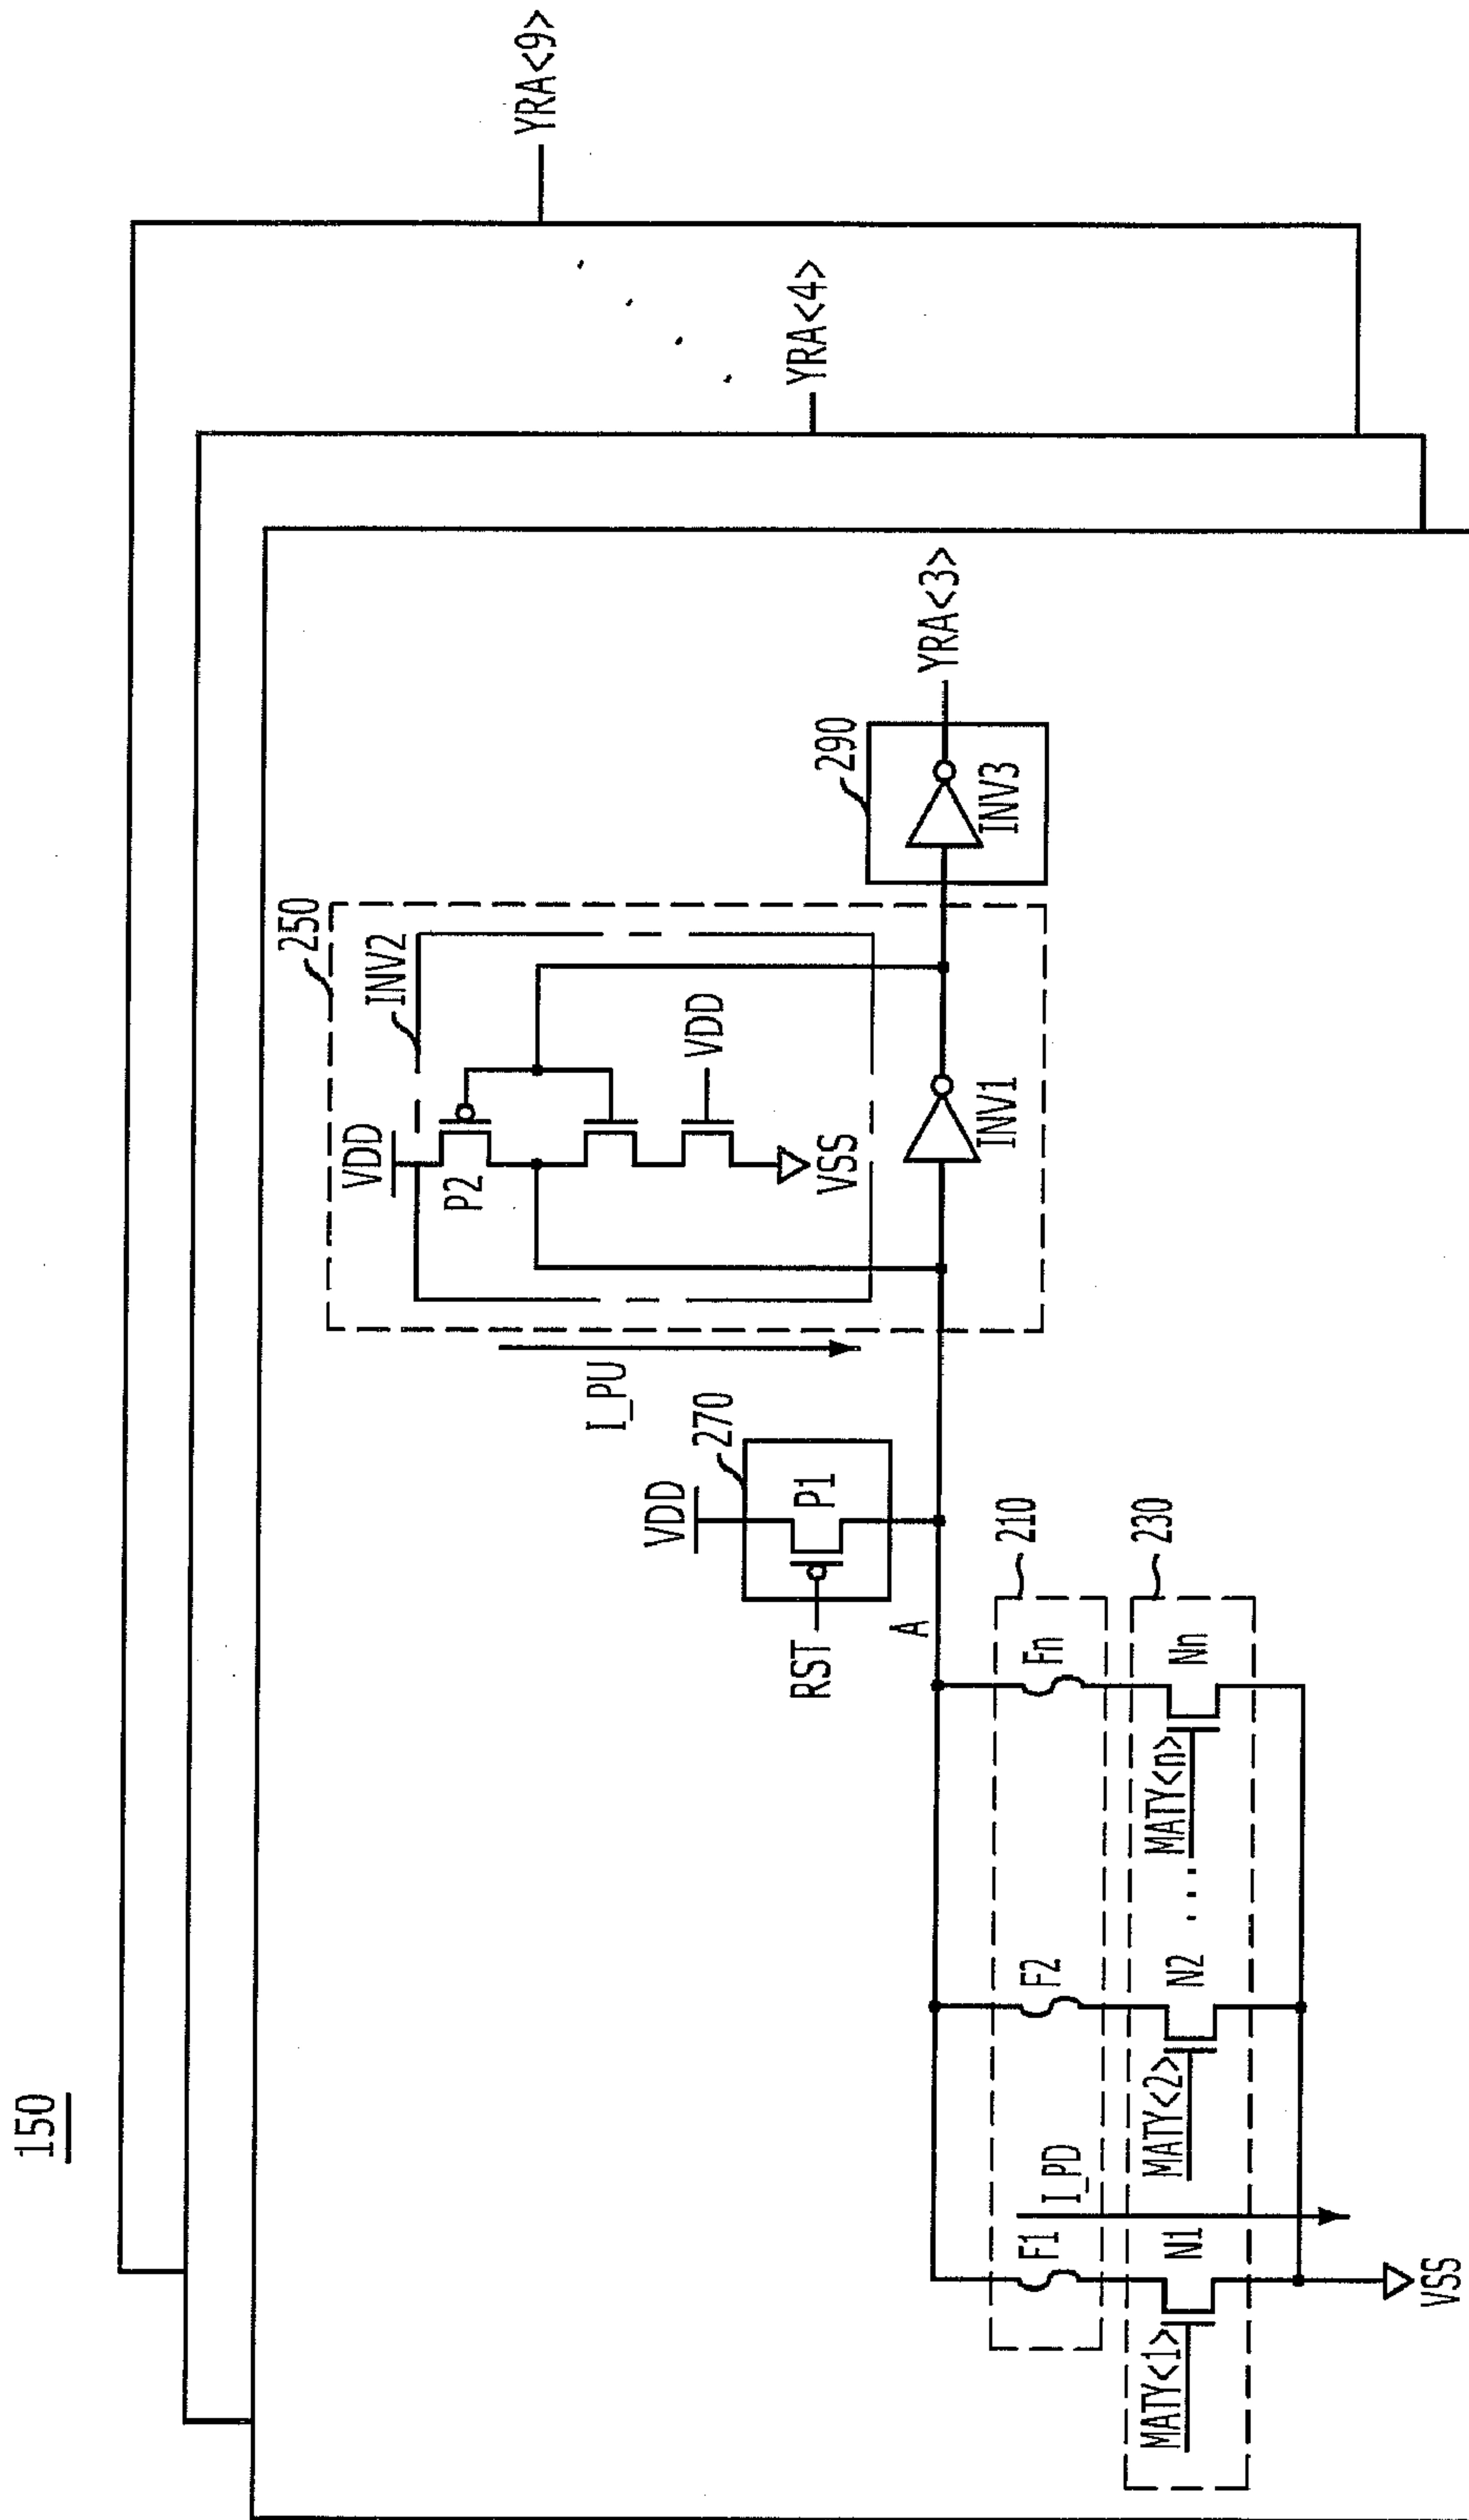 150
YRA<9>
YRA<4>
250
INV2
VDD
P2
VDD
VSS
I_PU
290
YRA<3>
INV1
INV3
VDD
270
P1
RST
A
210
F1
F2
Fn
I_PD
230
MATY<1>
N1
MATY<2>
N2
...
MATY<n>
Nn
VSS